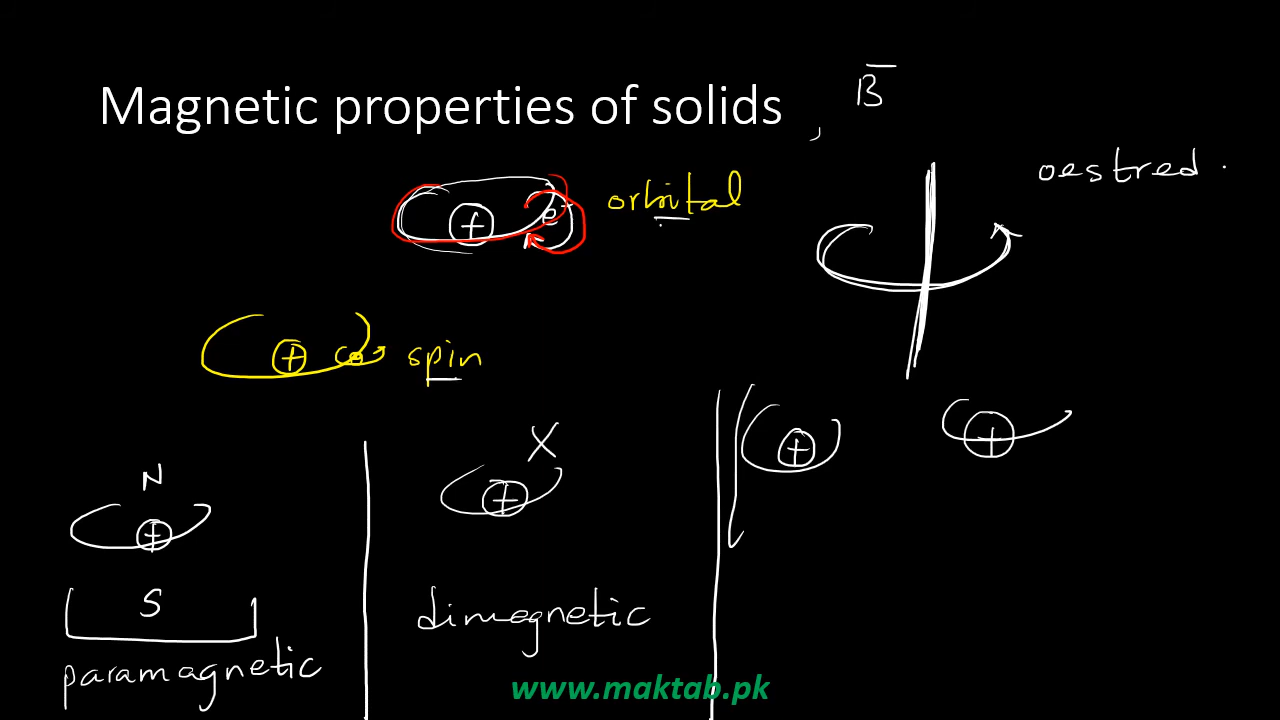 Magnetic properties of solids , B
oestred .
orbital
e-
+
+
spin
N
+
S
paramagnetic
X
+
dimagnetic
+
+
www.maktab.pk